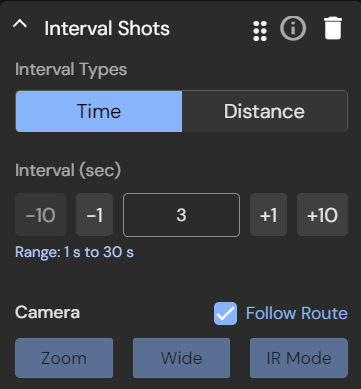 Interval Shots
Interval Types
Time Distance
Interval (sec)
-10 -1 3 +1 +10
Range: 1 s to 30 s
Camera Follow Route
Zoom Wide IR Mode